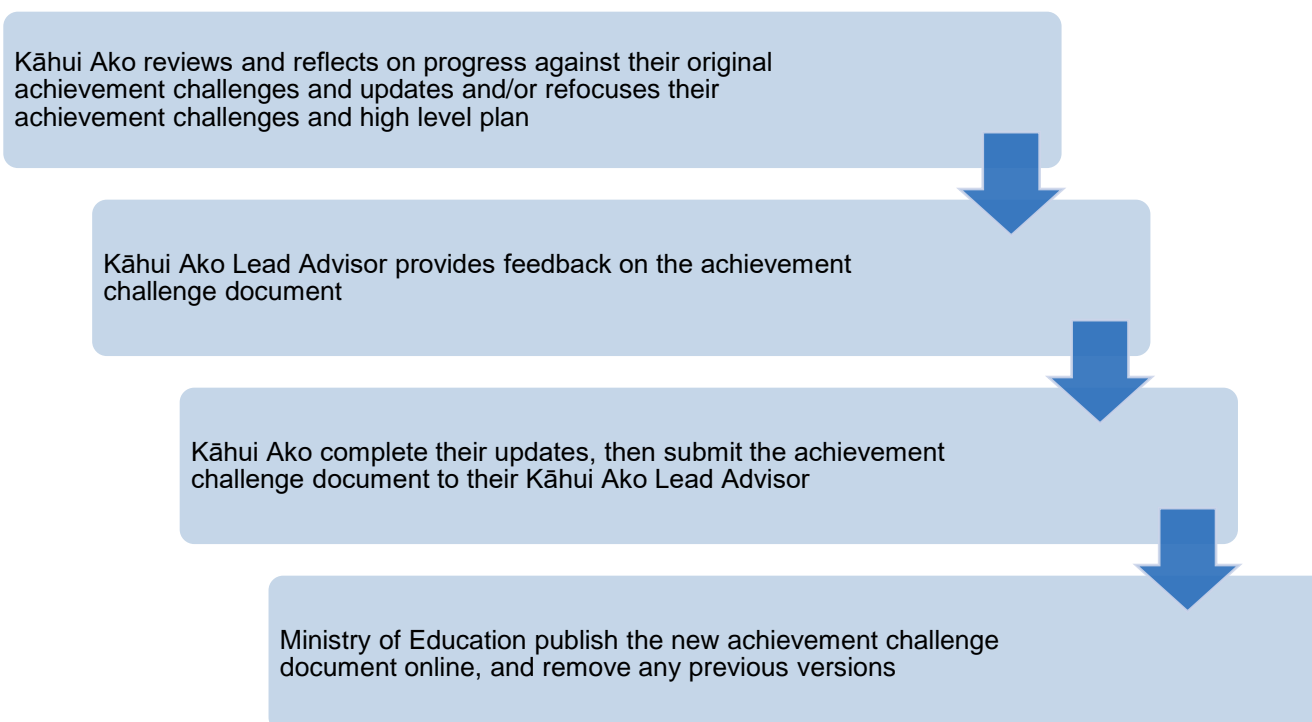 Kāhui Ako reviews and reflects on progress against their original
achievement challenges and updates and/or refocuses their
achievement challenges and high level plan
Kāhui Ako Lead Advisor provides feedback on the achievement
challenge document
Kāhui Ako complete their updates, then submit the achievement
challenge document to their Kāhui Ako Lead Advisor
Ministry of Education publish the new achievement challenge
document online, and remove any previous versions